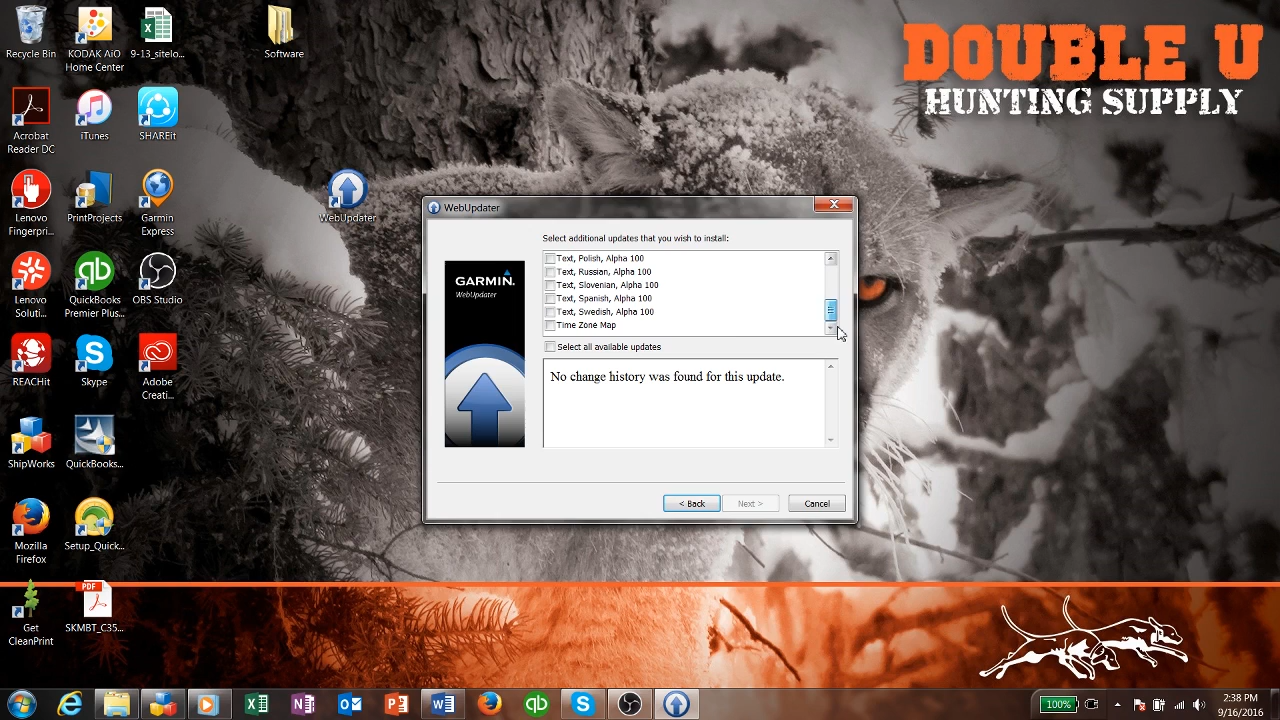 Recycle Bin
KODAK AiO
Home Center
9-13_sitelo...
Software
DOUBLE U
HUNTING SUPPLY
Acrobat
Reader DC
iTunes
SHAREit
Lenovo
Fingerpri...
PrintProjects
Garmin
Express
WebUpdater
Lenovo
Soluti...
QuickBooks
Premier Plus...
OBS Studio
REACHit
Skype
Adobe
Creati...
ShipWorks
QuickBooks...
Mozilla
Firefox
Setup_Quick...
Get
CleanPrint
PDF
SKMBT_C35...
WebUpdater
GARMIN.
WebUpdater
Select additional updates that you wish to install:
Text, Polish, Alpha 100
Text, Russian, Alpha 100
Text, Slovenian, Alpha 100
Text, Spanish, Alpha 100
Text, Swedish, Alpha 100
Time Zone Map
Select all available updates
No change history was found for this update.
< Back
Next >
Cancel
100%
2:38 PM
9/16/2016